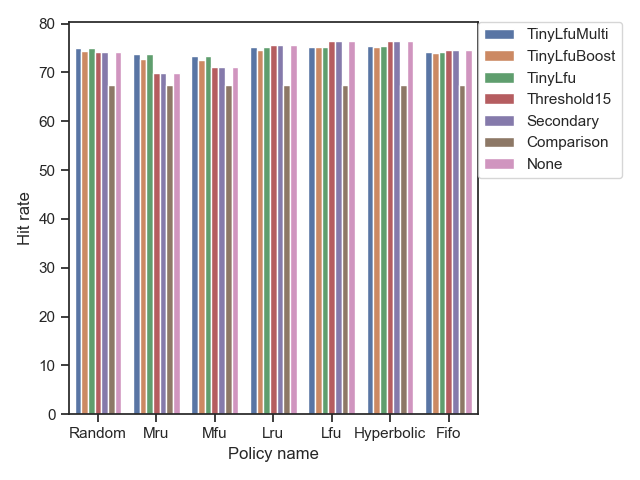 80
70
60
50
40
30
20
10
0
Hit rate
Random Mru Mfu Lru Lfu Hyperbolic Fifo
Policy name
TinyLfuMulti
TinyLfuBoost
TinyLfu
Threshold15
Secondary
Comparison
None